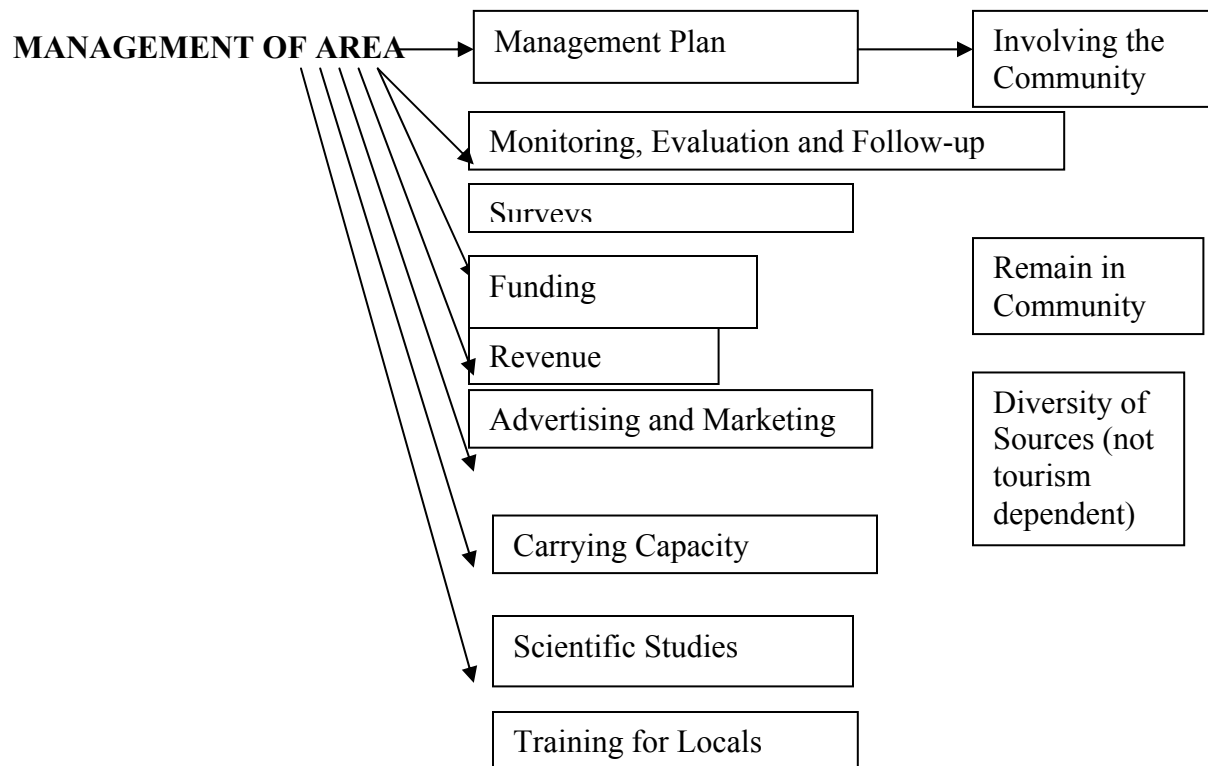 MANAGEMENT OF AREA
Management Plan
Involving the
Community
Monitoring, Evaluation and Follow-up
Surveys
Funding
Remain in
Community
Revenue
Advertising and Marketing
Diversity of
Sources (not
tourism
dependent)
Carrying Capacity
Scientific Studies
Training for Locals